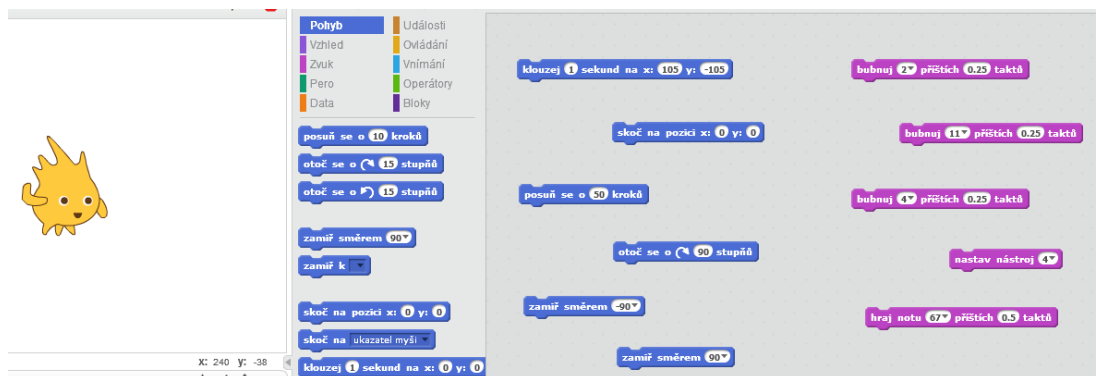 Pohyb
Vzhled
Zvuk
Pero
Data
Události
Ovládání
Vnímání
Operátory
Bloky
posuň se o 10 kroků
otoč se o 15 stupňů
otoč se o 15 stupňů
zamiř směrem 90
zamiř k
skoč na pozici x: 0 y: 0
skoč na ukazatel myši
klouzej 1 sekund na x: 0 y: 0
klouzej 1 sekund na x: 105 y: -105
skoč na pozici x: 0 y: 0
posuň se o 50 kroků
otoč se o 90 stupňů
zamiř směrem -90
zamiř směrem 90
bubnuj 2 příštích 0.25 taktů
bubnuj 11 příštích 0.25 taktů
bubnuj 4 příštích 0.25 taktů
nastav nástroj 4
hraj notu 67 příštích 0.5 taktů
x: 240 y: -38